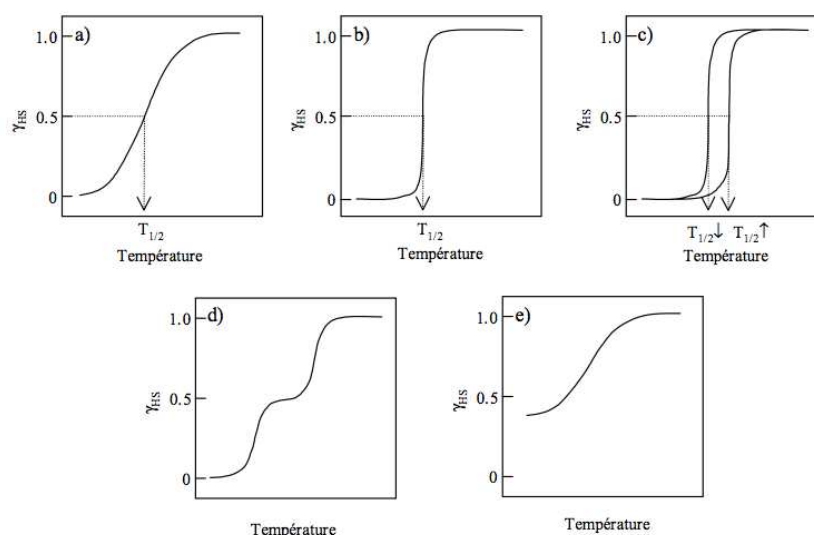 a)
1.0
0.5
0
γHS
T1/2
Température
b)
1.0
0.5
0
γHS
T1/2
Température
c)
1.0
0.5
0
γHS
T1/2↓ T1/2↑
Température
d)
1.0
0.5
0
γHS
Température
e)
1.0
0.5
0
γHS
Température